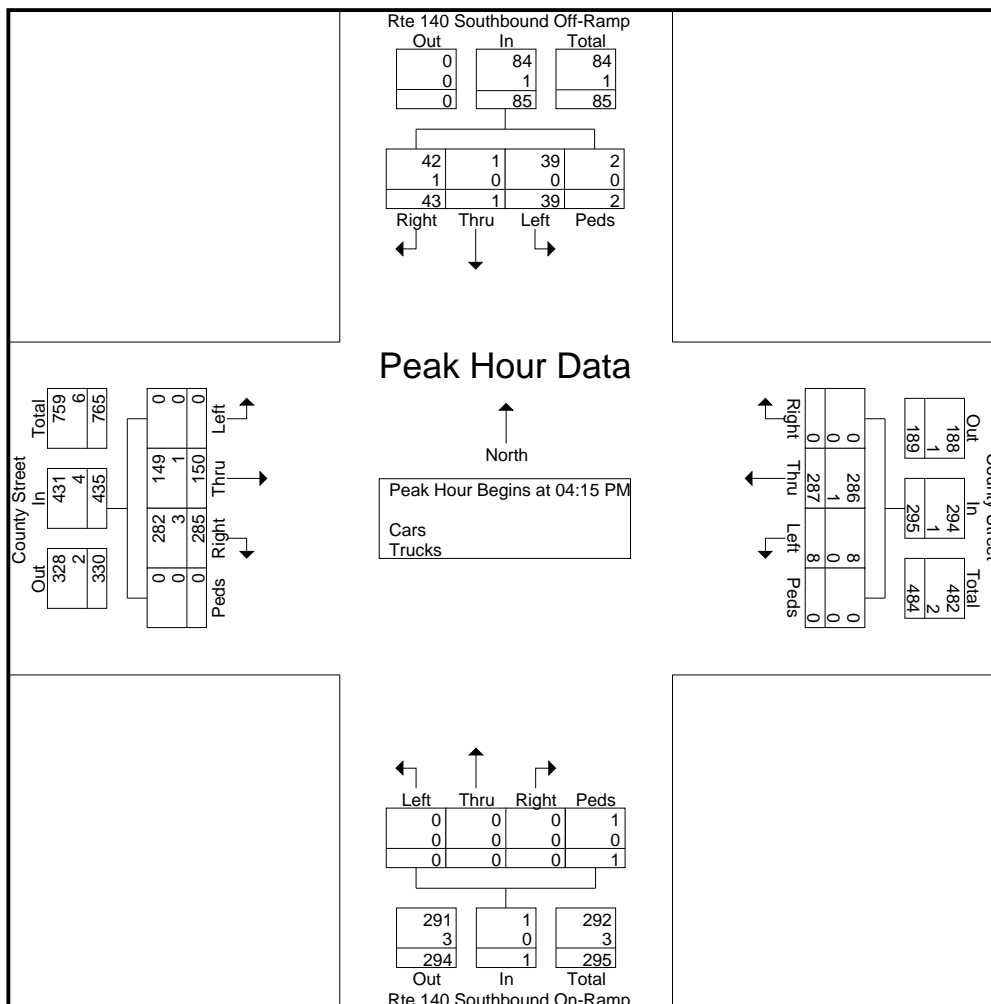 Rte 140 Southbound Off-Ramp
Out In Total
0 84 84
0 1 1
0 85 85
42 1 39 2
1 0 0 0
43 1 39 2
Right Thru Left Peds
Peak Hour Data
North
Peak Hour Begins at 04:15 PM
Cars
Trucks
County Street
Out In Total
328 431 759
2 4 6
330 435 765
Peds Right Thru Left
0 282 149 0
0 3 1 0
0 285 150 0
Peds Right Thru Left
County Street
Out In Total
188 294 482
1 1 2
189 295 484
0 286 8 0
0 1 0 0
0 287 8 0
Right Thru Left Peds
Left Thru Right Peds
0 0 0 1
0 0 0 0
0 0 0 1
291 1 292
3 0 3
294 1 295
Out In Total
Rte 140 Southbound On-Ramp